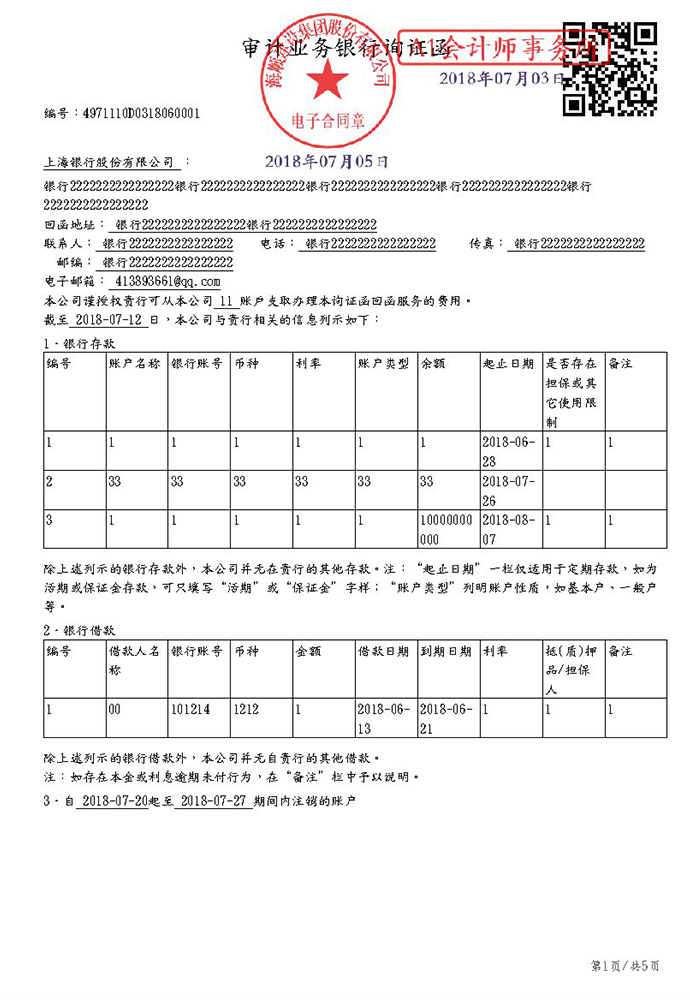 审计业务银行询证函
A1会计师事务所
2018年07月03日
海顺建设集团股份有限公司
电子合同章
编号：4971110D0318060001
上海银行股份有限公司 ：
2018年07月05日
银行2222222222222222银行2222222222222222银行2222222222222222银行2222222222222222银行
2222222222222222
回函地址： 银行2222222222222222银行2222222222222222
联系人： 银行2222222222222222 电话： 银行2222222222222222 传真： 银行2222222222222222
邮编： 银行2222222222222222
电子邮箱： 413893661@qq.com
本公司谨授权贵行可从本公司 11 账户支取办理本询证函回函服务的费用。
截至 2018-07-12 日，本公司与贵行相关的信息列示如下：
1．银行存款
编号 账户名称 银行账号 币种 利率 账户类型 余额 起止日期 是否存在担保或其它使用限制 备注
1 1 1 1 1 1 1 2018-06-28 1 1
2 33 33 33 33 33 33 2018-07-26
3 1 1 1 1 1 10000000000 2018-08-07 1 1
除上述列示的银行存款外，本公司并无在贵行的其他存款。注：“起止日期”一栏仅适用于定期存款，如为
活期或保证金存款，可只填写“活期”或“保证金”字样；“账户类型”列明账户性质，如基本户、一般户
等。
2．银行借款
编号 借款人名称 银行账号 币种 金额 借款日期 到期日期 利率 抵(质)押品/担保人 备注
1 00 101214 1212 1 2018-06-13 2018-06-21 1 1 1
除上述列示的银行借款外，本公司并无自贵行的其他借款。
注：如存在本金或利息逾期未付行为，在“备注”栏中予以说明。
3．自 2018-07-20起至 2018-07-27 期间内注销的账户
第1页/共5页